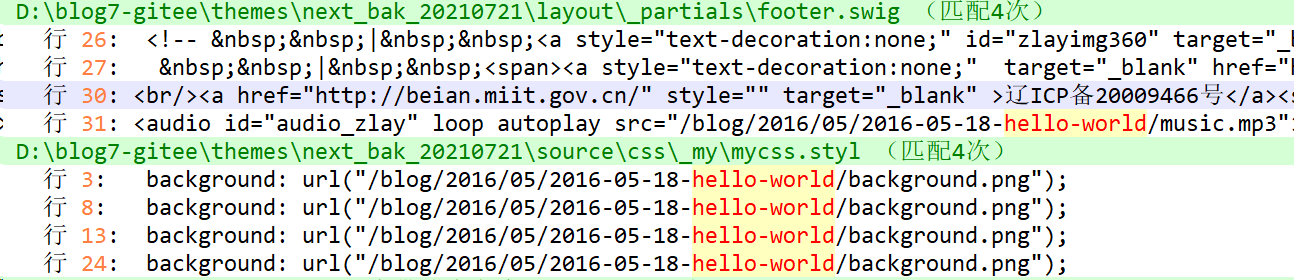 D:\blog7-gitee\themes\next_bak_20210721\layout\_partials\footer.swig （匹配4次）
行 26: <!-- &nbsp;&nbsp;|&nbsp;&nbsp;<a style="text-decoration:none;" id="zlayimg360" target="_b
行 27: &nbsp;&nbsp;|&nbsp;&nbsp;<span><a style="text-decoration:none;"  target="_blank" href="h
行 30: <br/><a href="http://beian.miit.gov.cn/" style="" target="_blank" >辽ICP备20009466号</a><s
行 31: <audio id="audio_zlay" loop autoplay src="/blog/2016/05/2016-05-18-hello-world/music.mp3"
D:\blog7-gitee\themes\next_bak_20210721\source\css\_my\mycss.styl （匹配4次）
行 3: background: url("/blog/2016/05/2016-05-18-hello-world/background.png");
行 8: background: url("/blog/2016/05/2016-05-18-hello-world/background.png");
行 13: background: url("/blog/2016/05/2016-05-18-hello-world/background.png");
行 24: background: url("/blog/2016/05/2016-05-18-hello-world/background.png");